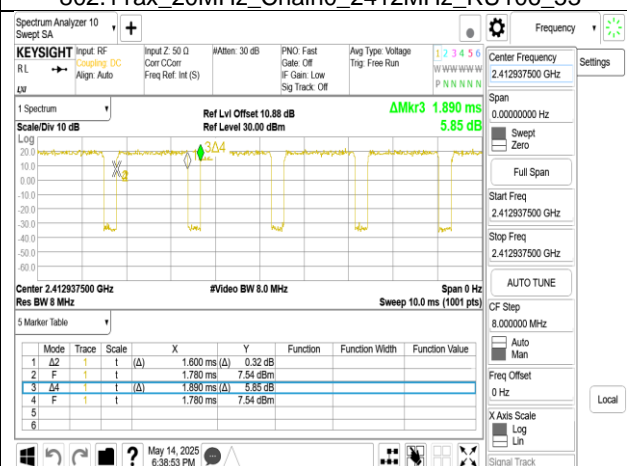 802.11ax_20MHz_Chain0_2412MHz_RU106_53
Spectrum Analyzer 10
Swept SA
Frequency
KEYSIGHT
RL
Input: RF
Coupling: DC
Align: Auto
Input Z: 50 Ω
Corr CCorr
Freq Ref: Int (S)
#Atten: 30 dB
PNO: Fast
Gate: Off
IF Gain: Low
Sig Track: Off
Avg Type: Voltage
Trig: Free Run
1 2 3 4 5 6
W W W W W W
P N N N N N
LXI
1 Spectrum
Scale/Div 10 dB
Ref Lvl Offset 10.88 dB
Ref Level 30.00 dBm
ΔMkr3 1.890 ms
5.85 dB
Log
20.0
10.0
0.00
-10.0
-20.0
-30.0
-40.0
-50.0
-60.0
3Δ4
Center 2.412937500 GHz
Res BW 8 MHz
#Video BW 8.0 MHz
Span 0 Hz
Sweep 10.0 ms (1001 pts)
5 Marker Table
Mode Trace Scale X Y Function Function Width Function Value
1 Δ2 1 t (Δ) 1.600 ms (Δ) 0.32 dB
2 F 1 t 1.780 ms 7.54 dBm
3 Δ4 1 t (Δ) 1.890 ms (Δ) 5.85 dB
4 F 1 t 1.780 ms 7.54 dBm
5
6
May 14, 2025
6:38:53 PM
Center Frequency
2.412937500 GHz
Settings
Span
0.00000000 Hz
Swept
Zero
Full Span
Start Freq
2.412937500 GHz
Stop Freq
2.412937500 GHz
AUTO TUNE
CF Step
8.000000 MHz
Auto
Man
Freq Offset
0 Hz
Local
X Axis Scale
Log
Lin
Signal Track